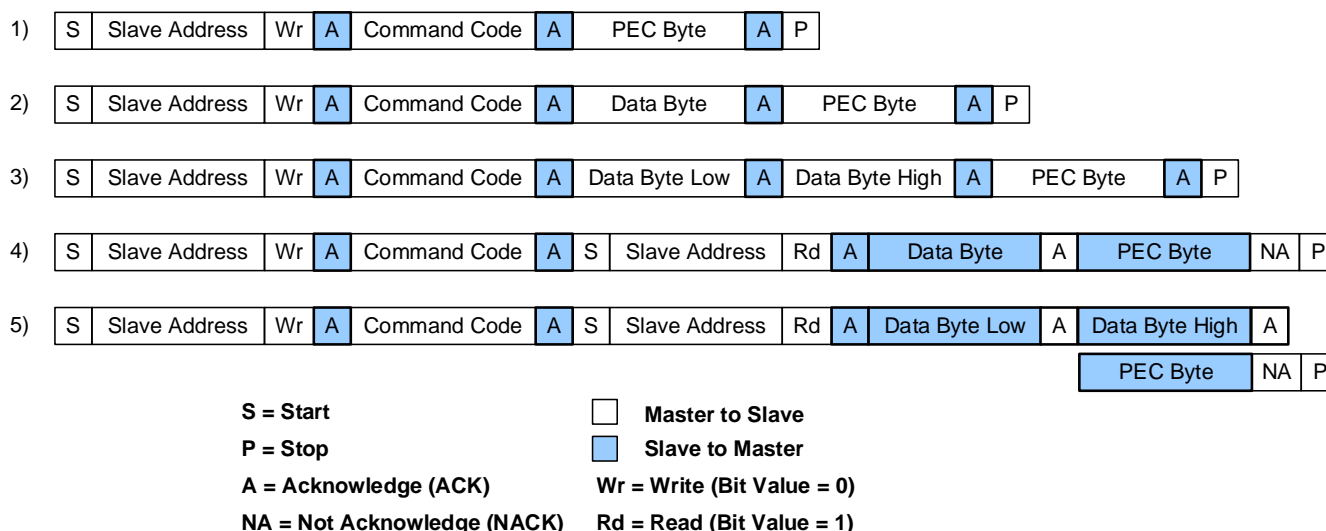 1) S Slave Address Wr A Command Code A PEC Byte A P
2) S Slave Address Wr A Command Code A Data Byte A PEC Byte A P
3) S Slave Address Wr A Command Code A Data Byte Low A Data Byte High A PEC Byte A P
4) S Slave Address Wr A Command Code A S Slave Address Rd A Data Byte A PEC Byte NA P
5) S Slave Address Wr A Command Code A S Slave Address Rd A Data Byte Low A Data Byte High A
PEC Byte NA P
S = Start Master to Slave
P = Stop Slave to Master
A = Acknowledge (ACK) Wr = Write (Bit Value = 0)
NA = Not Acknowledge (NACK) Rd = Read (Bit Value = 1)